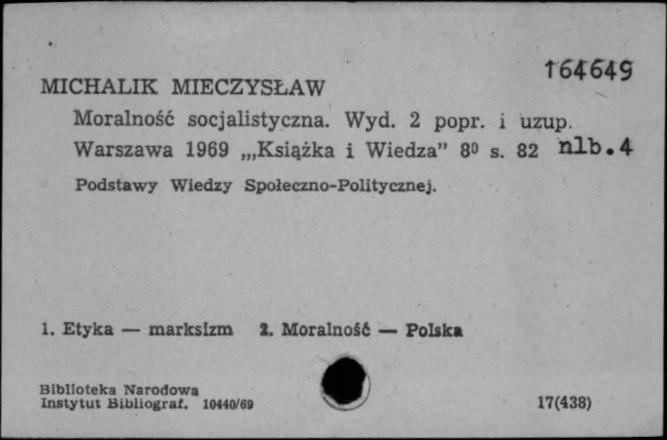 164649
MICHALIK MIECZYSŁAW
Moralność socjalistyczna. Wyd. 2 popr. i uzup.
Warszawa 1969 „„Książka i Wiedza” 8⁰ s. 82 nlb. 4
Podstawy Wiedzy Społeczno-Politycznej.
1. Etyka — marksizm 2. Moralność — Polska
Biblioteka Narodowa
Instytut Bibliograf. 10440/69
17(438)